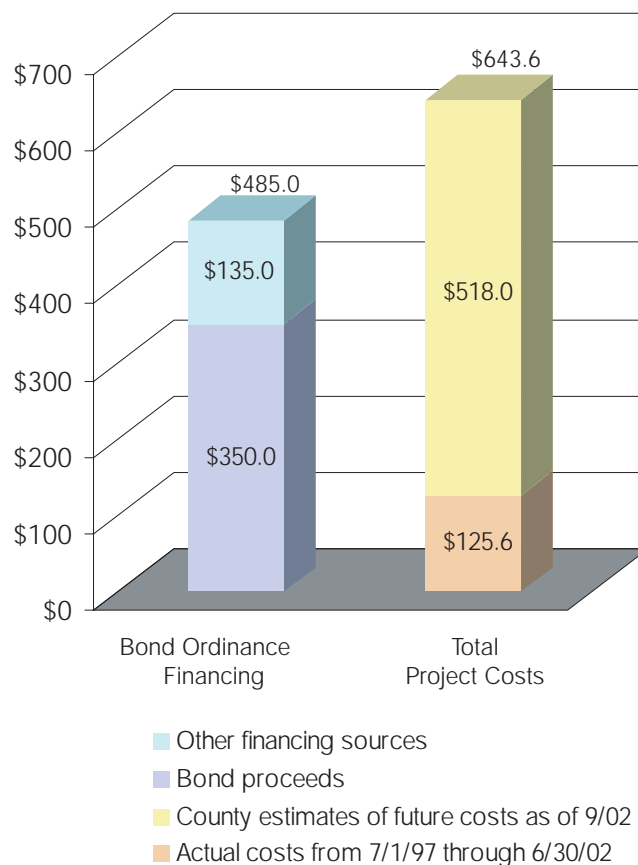 $700
$600
$500
$400
$300
$200
$100
$0
$485.0
$135.0
$350.0
$643.6
$518.0
$125.6
Bond Ordinance
Financing
Total
Project Costs
Other financing sources
Bond proceeds
County estimates of future costs as of 9/02
Actual costs from 7/1/97 through 6/30/02